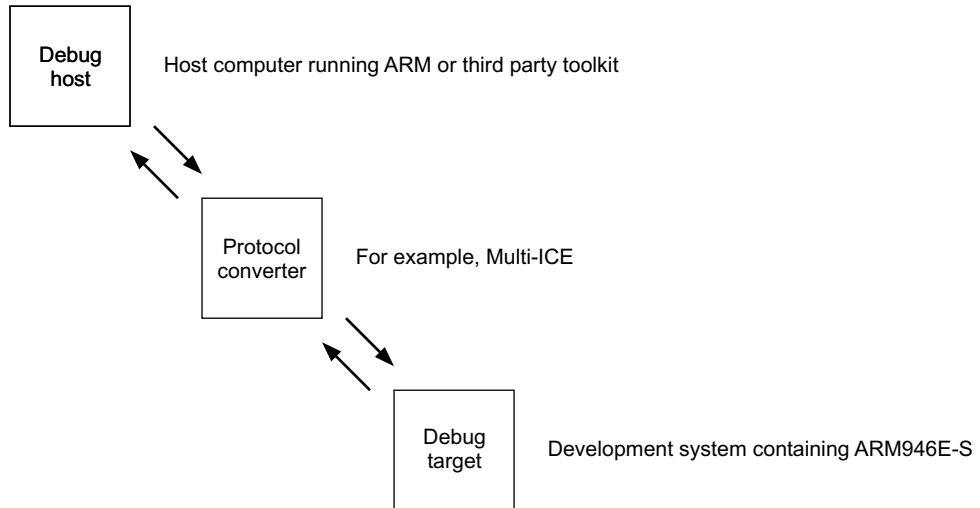 Debug
host
Host computer running ARM or third party toolkit
Protocol
converter
For example, Multi-ICE
Debug
target
Development system containing ARM946E-S